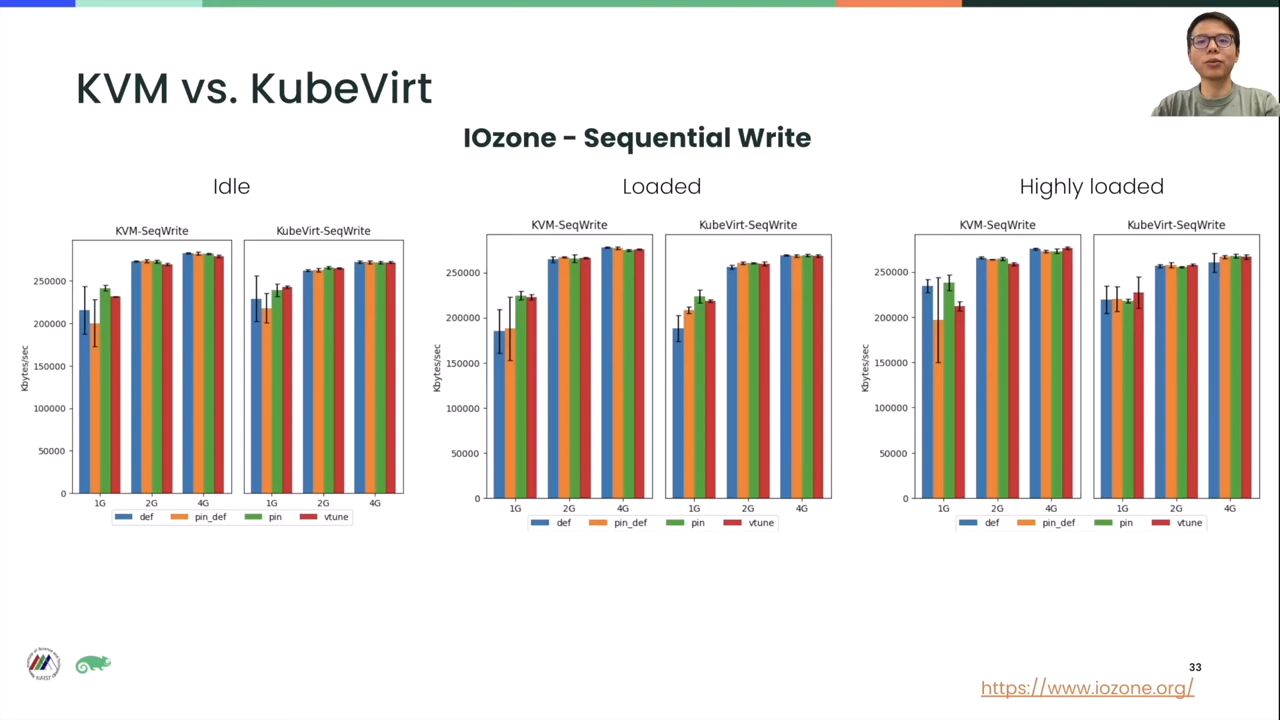 KVM vs. KubeVirt
IOzone - Sequential Write
Idle
Loaded
Highly loaded
KVM-SeqWrite
KubeVirt-SeqWrite
Kbytes/sec
250000
200000
150000
100000
50000
0
1G 2G 4G
1G 2G 4G
def pin_def pin vtune
KVM-SeqWrite
KubeVirt-SeqWrite
Kbytes/sec
250000
200000
150000
100000
50000
0
1G 2G 4G
1G 2G 4G
def pin_def pin vtune
KVM-SeqWrite
KubeVirt-SeqWrite
Kbytes/sec
250000
200000
150000
100000
50000
0
1G 2G 4G
1G 2G 4G
def pin_def pin vtune
33
https://www.iozone.org/